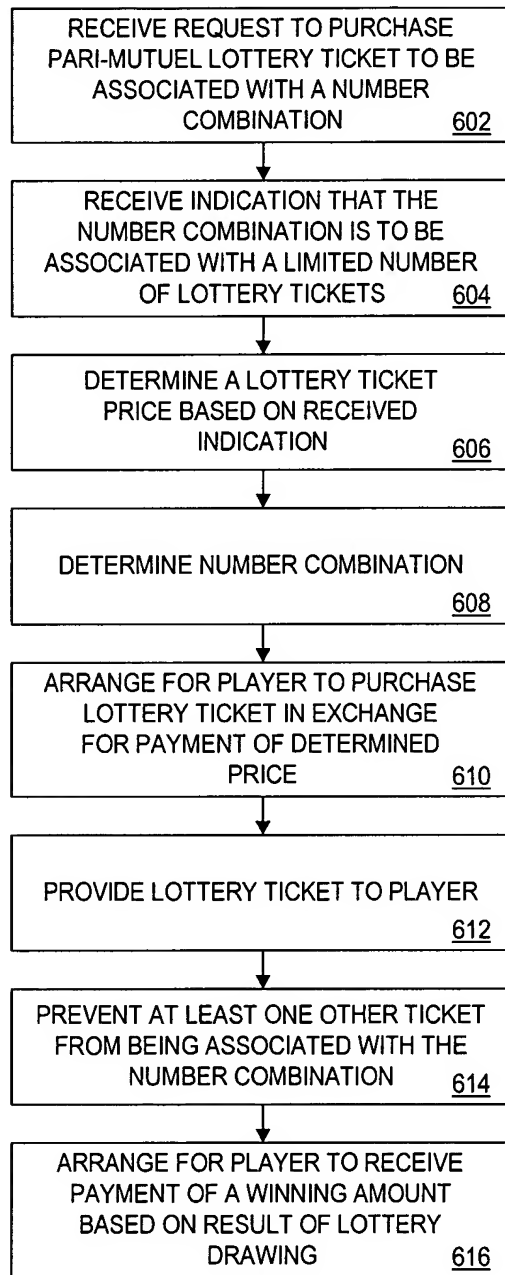 RECEIVE REQUEST TO PURCHASE
PARI-MUTUEL LOTTERY TICKET TO BE
ASSOCIATED WITH A NUMBER
COMBINATION 602
RECEIVE INDICATION THAT THE
NUMBER COMBINATION IS TO BE
ASSOCIATED WITH A LIMITED NUMBER
OF LOTTERY TICKETS 604
DETERMINE A LOTTERY TICKET
PRICE BASED ON RECEIVED
INDICATION 606
DETERMINE NUMBER COMBINATION
608
ARRANGE FOR PLAYER TO PURCHASE
LOTTERY TICKET IN EXCHANGE
FOR PAYMENT OF DETERMINED
PRICE 610
PROVIDE LOTTERY TICKET TO PLAYER
612
PREVENT AT LEAST ONE OTHER TICKET
FROM BEING ASSOCIATED WITH THE
NUMBER COMBINATION 614
ARRANGE FOR PLAYER TO RECEIVE
PAYMENT OF A WINNING AMOUNT
BASED ON RESULT OF LOTTERY
DRAWING 616